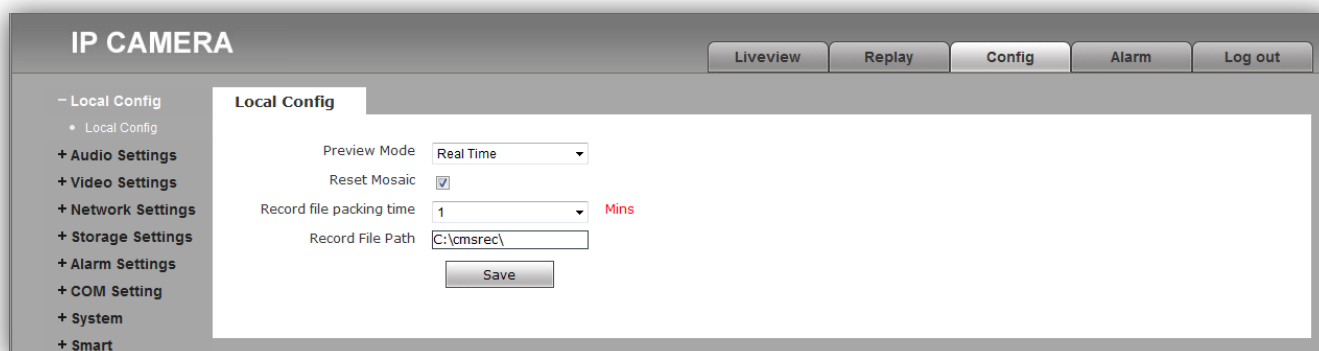 IP CAMERA
Liveview Replay Config Alarm Log out
− Local Config
• Local Config
+ Audio Settings
+ Video Settings
+ Network Settings
+ Storage Settings
+ Alarm Settings
+ COM Setting
+ System
+ Smart
Local Config
Preview Mode Real Time
Reset Mosaic
Record file packing time 1 Mins
Record File Path C:\cmsrec\
Save